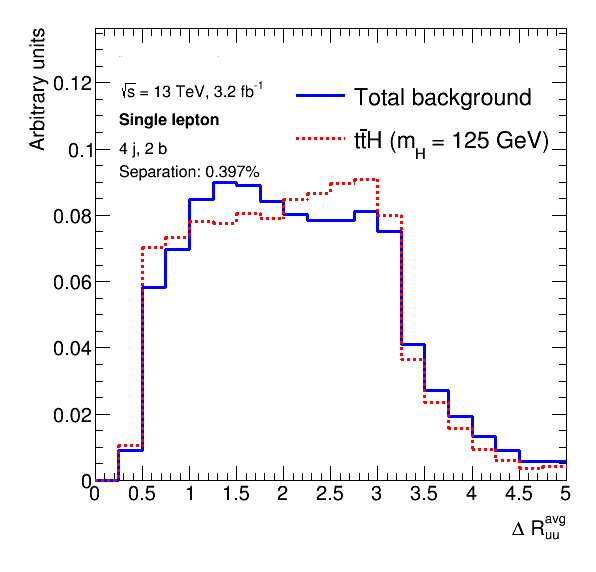 Arbitrary units
0.12
0.1
0.08
0.06
0.04
0.02
0
√s = 13 TeV, 3.2 fb⁻¹
Single lepton
4 j, 2 b
Separation: 0.397%
Total background
tt̄H (m_H = 125 GeV)
0 0.5 1 1.5 2 2.5 3 3.5 4 4.5 5
Δ R_uu^avg